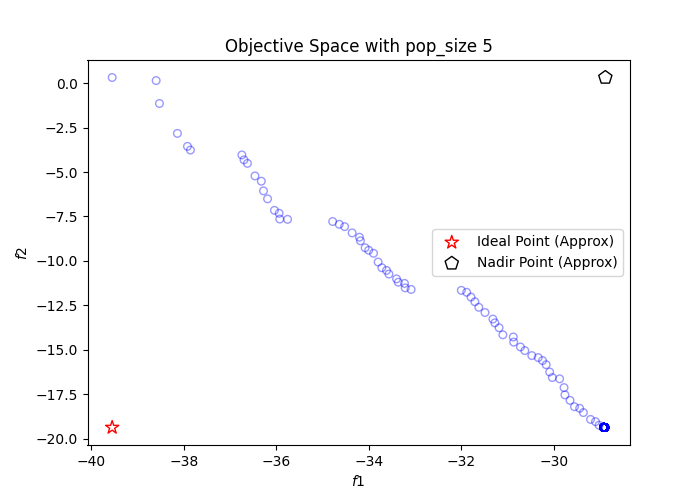 Objective Space with pop_size 5
0.0
−2.5
−5.0
−7.5
−10.0
−12.5
−15.0
−17.5
−20.0
f2
Ideal Point (Approx)
Nadir Point (Approx)
−40 −38 −36 −34 −32 −30
f1